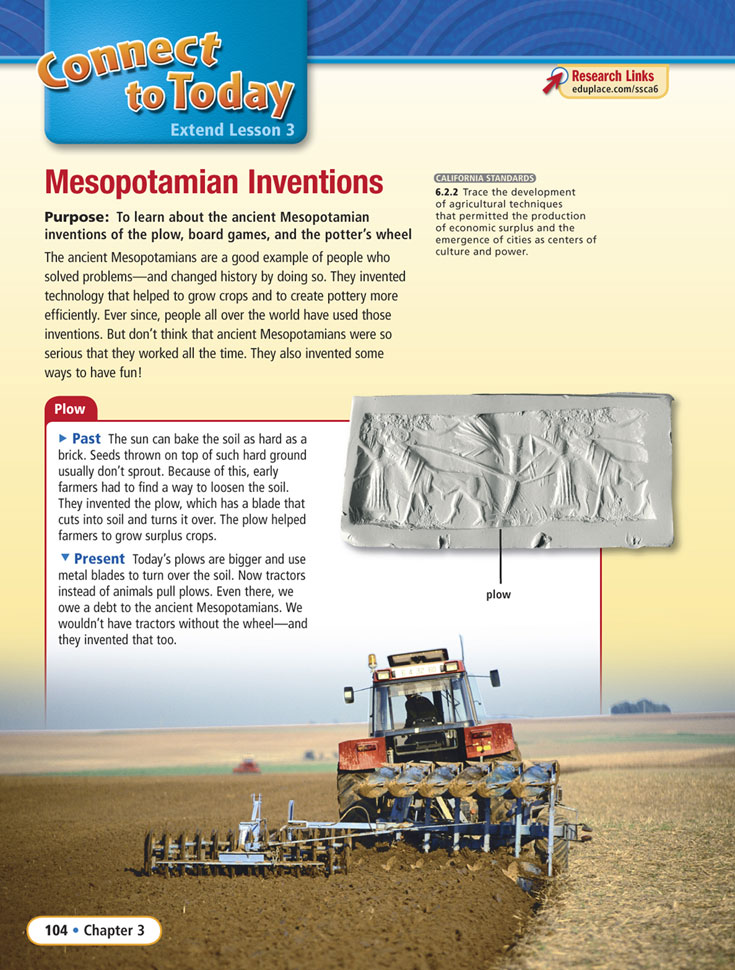 Connect
to Today
Extend Lesson 3
Research Links
eduplace.com/ssca6
Mesopotamian Inventions
Purpose: To learn about the ancient Mesopotamian
inventions of the plow, board games, and the potter's wheel
The ancient Mesopotamians are a good example of people who
solved problems—and changed history by doing so. They invented
technology that helped to grow crops and to create pottery more
efficiently. Ever since, people all over the world have used those
inventions. But don't think that ancient Mesopotamians were so
serious that they worked all the time. They also invented some
ways to have fun!
CALIFORNIA STANDARDS
6.2.2 Trace the development
of agricultural techniques
that permitted the production
of economic surplus and the
emergence of cities as centers of
culture and power.
Plow
▶ Past The sun can bake the soil as hard as a
brick. Seeds thrown on top of such hard ground
usually don't sprout. Because of this, early
farmers had to find a way to loosen the soil.
They invented the plow, which has a blade that
cuts into soil and turns it over. The plow helped
farmers to grow surplus crops.
▼ Present Today's plows are bigger and use
metal blades to turn over the soil. Now tractors
instead of animals pull plows. Even there, we
owe a debt to the ancient Mesopotamians. We
wouldn't have tractors without the wheel—and
they invented that too.
plow
104 • Chapter 3